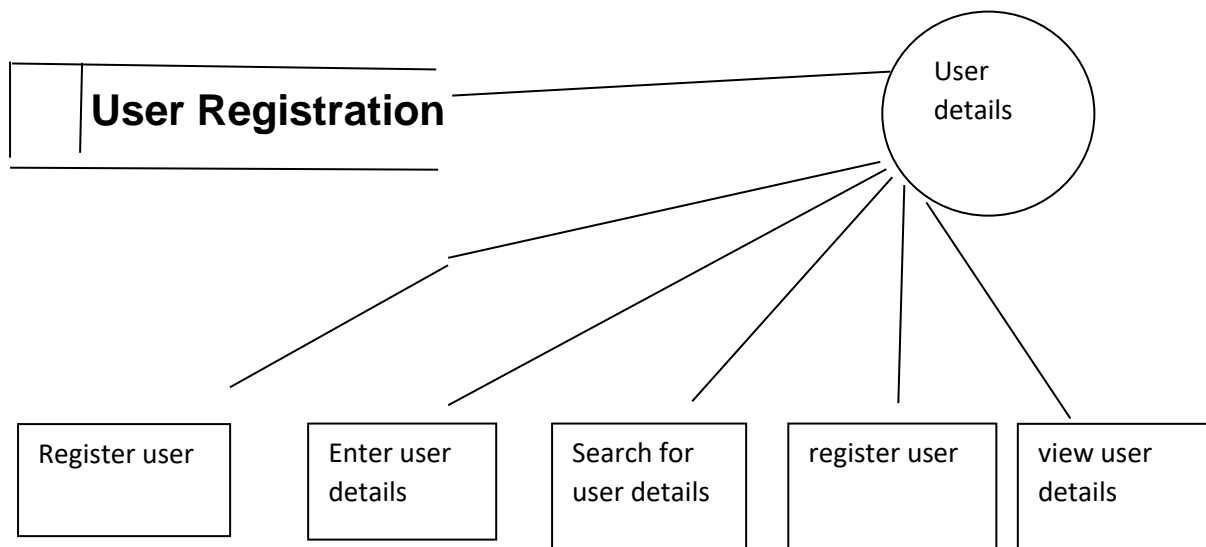 User
details
User Registration
Register user
Enter user
details
Search for
user details
register user
view user
details